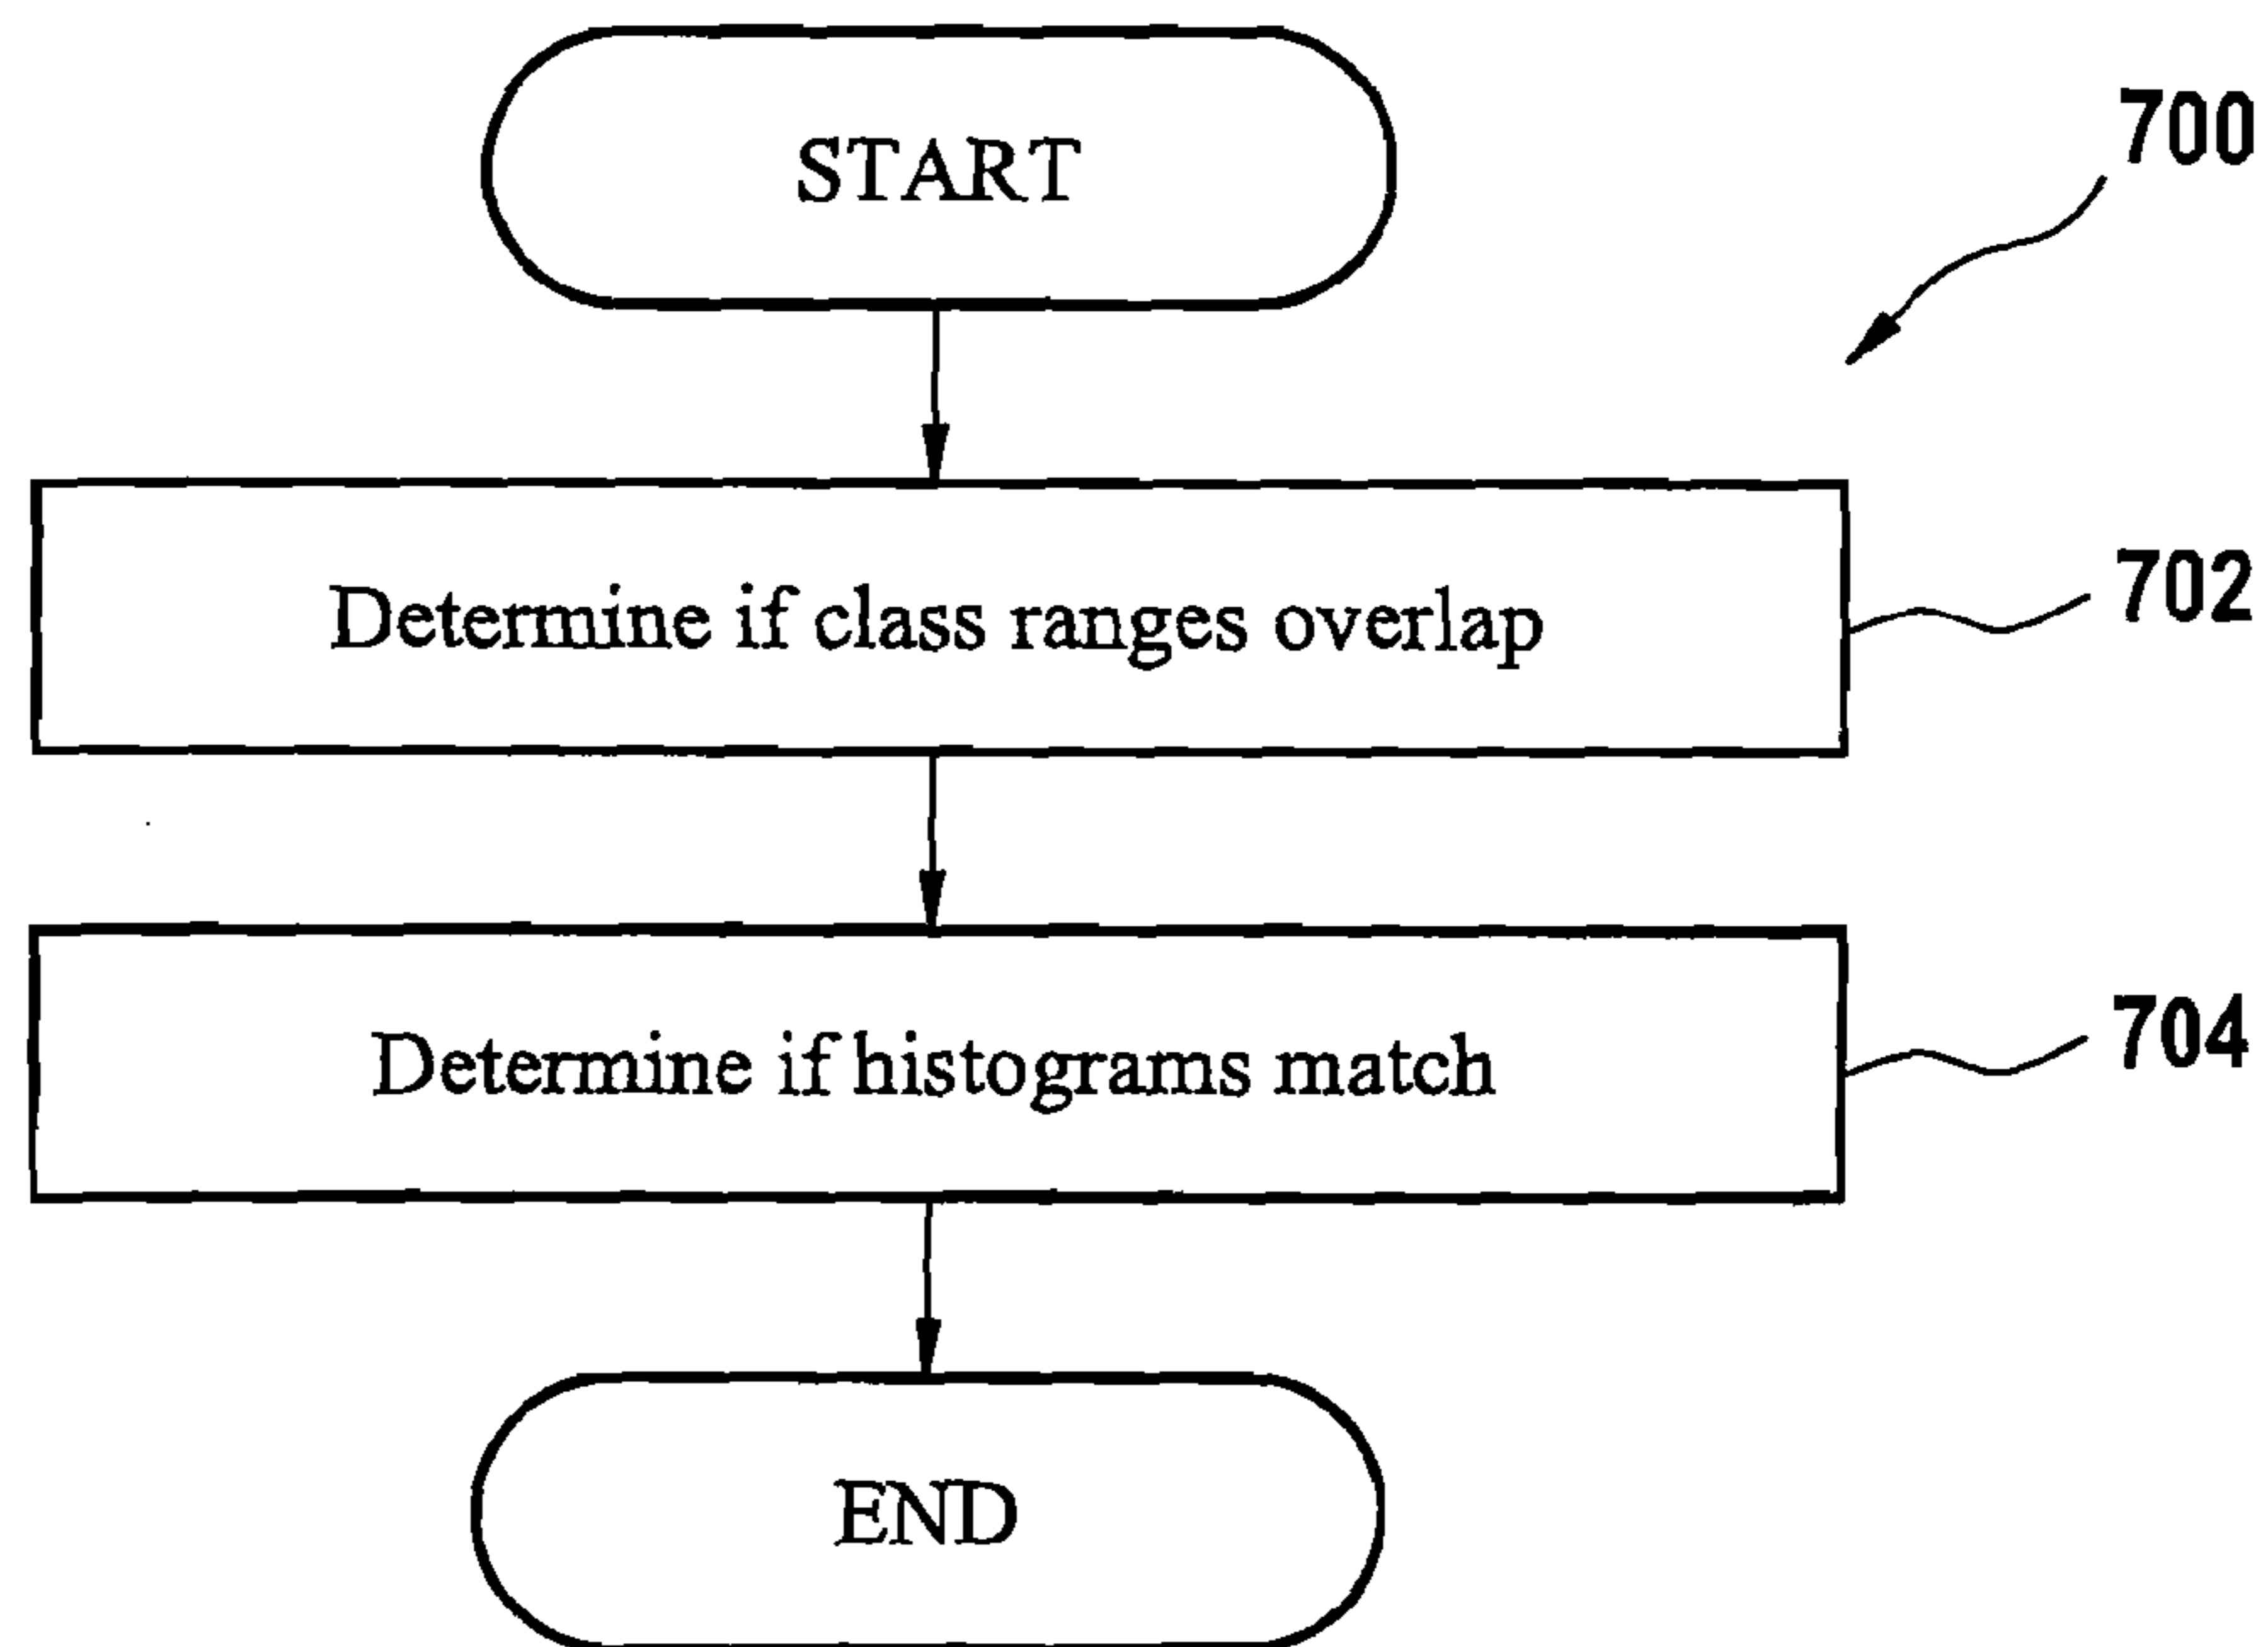 START
700
Determine if class ranges overlap
702
Determine if histograms match
704
END